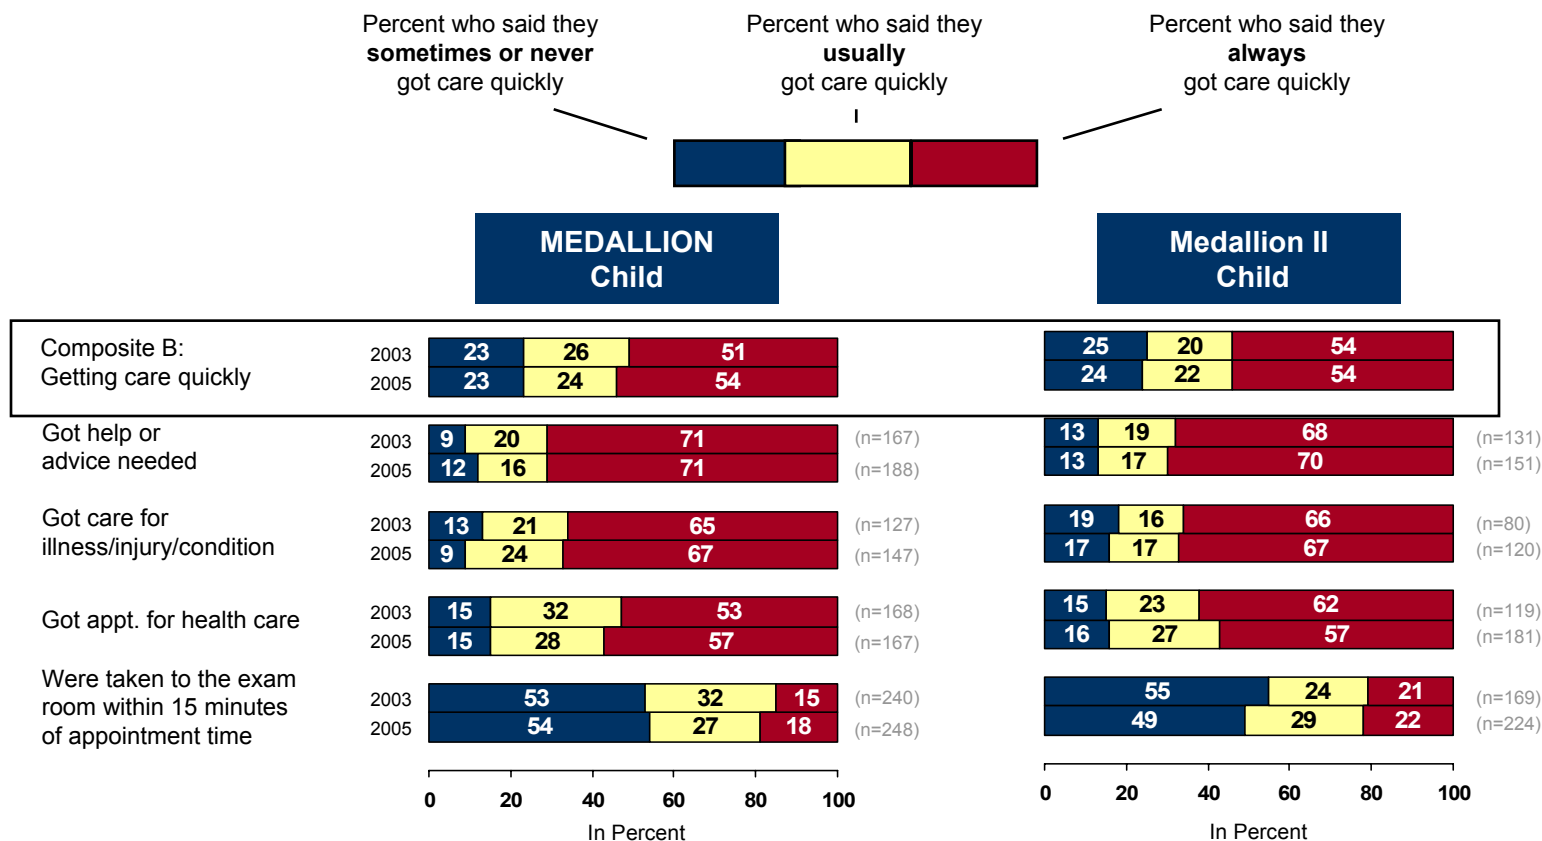 Percent who said they
sometimes or never
got care quickly
Percent who said they
usually
got care quickly
Percent who said they
always
got care quickly
MEDALLION
Child
Medallion II
Child
Composite B:
Getting care quickly
2003 23 26 51 25 20 54
2005 23 24 54 24 22 54
Got help or
advice needed
2003 9 20 71 (n=167) 13 19 68 (n=131)
2005 12 16 71 (n=188) 13 17 70 (n=151)
Got care for
illness/injury/condition
2003 13 21 65 (n=127) 19 16 66 (n=80)
2005 9 24 67 (n=147) 17 17 67 (n=120)
Got appt. for health care
2003 15 32 53 (n=168) 15 23 62 (n=119)
2005 15 28 57 (n=167) 16 27 57 (n=181)
Were taken to the exam
room within 15 minutes
of appointment time
2003 53 32 15 (n=240) 55 24 21 (n=169)
2005 54 27 18 (n=248) 49 29 22 (n=224)
0 20 40 60 80 100
In Percent
0 20 40 60 80 100
In Percent